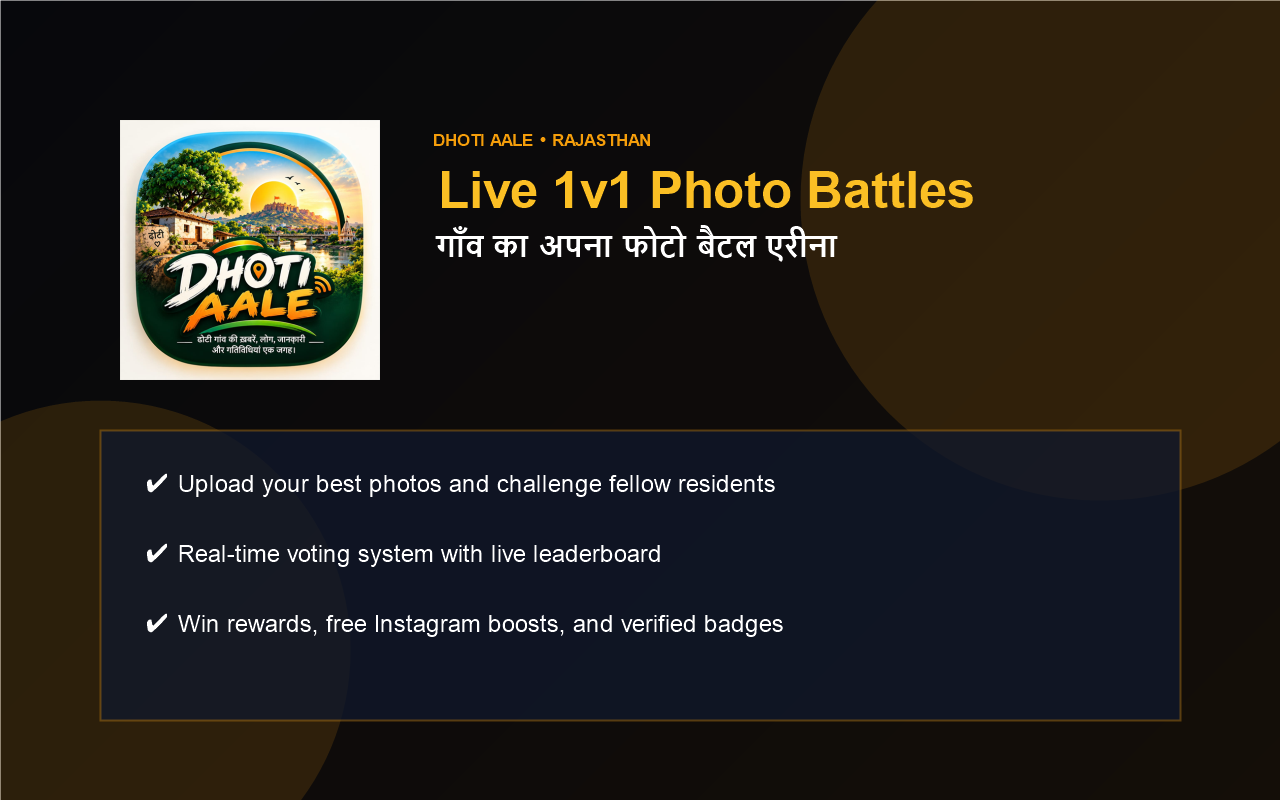 DHOTI AALE • RAJASTHAN
Live 1v1 Photo Battles
गाँव का अपना फोटो बैटल एरीना
दोटी
DHOTI
AALE
ढोटी गांव की ख़बरें, लोग, जानकारी
और गतिविधियां एक जगह।
✔ Upload your best photos and challenge fellow residents
✔ Real-time voting system with live leaderboard
✔ Win rewards, free Instagram boosts, and verified badges